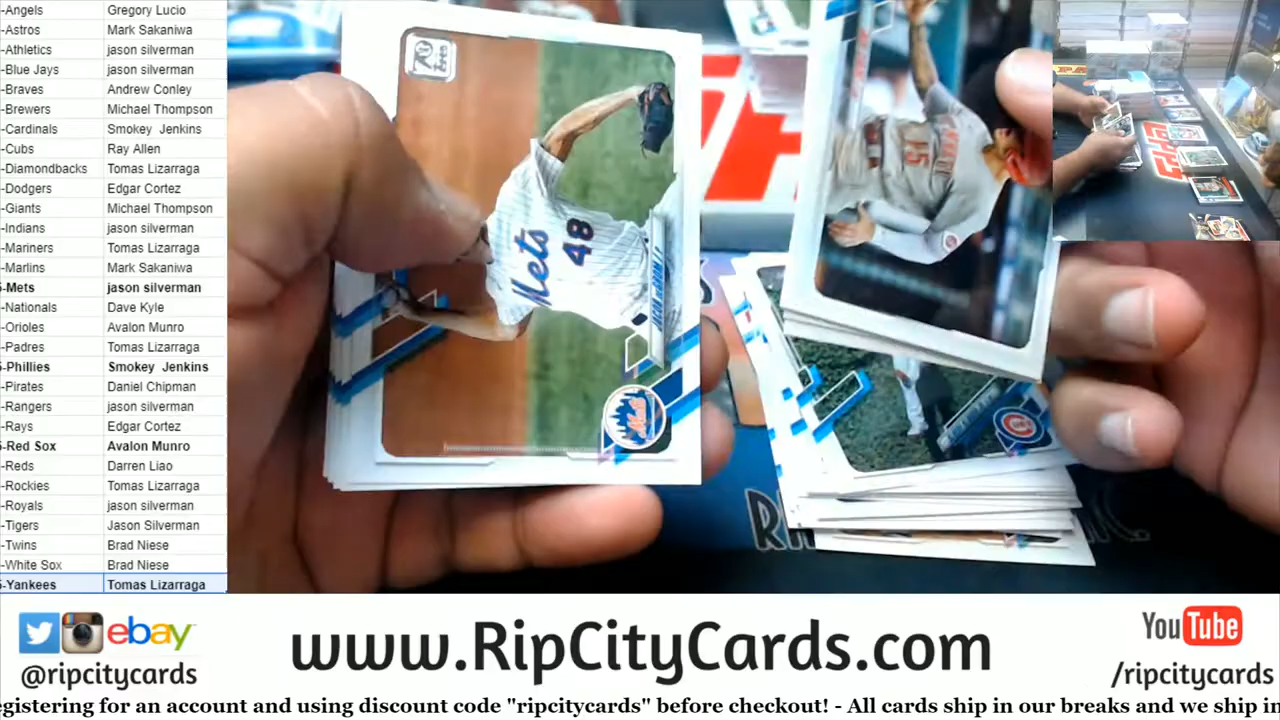 -Angels Gregory Lucio
-Astros Mark Sakaniwa
-Athletics jason silverman
-Blue Jays jason silverman
-Braves Andrew Conley
-Brewers Michael Thompson
-Cardinals Smokey Jenkins
-Cubs Ray Allen
-Diamondbacks Tomas Lizarraga
-Dodgers Edgar Cortez
-Giants Michael Thompson
-Indians jason silverman
-Mariners Tomas Lizarraga
-Marlins Mark Sakaniwa
-Mets jason silverman
-Nationals Dave Kyle
-Orioles Avalon Munro
-Padres Tomas Lizarraga
-Phillies Smokey Jenkins
-Pirates Daniel Chipman
-Rangers jason silverman
-Rays Edgar Cortez
-Red Sox Avalon Munro
-Reds Darren Liao
-Rockies Tomas Lizarraga
-Royals jason silverman
-Tigers Jason Silverman
-Twins Brad Niese
-White Sox Brad Niese
-Yankees Tomas Lizarraga
Mets
48
15
Mets
TOPPS
ebay
@ripcitycards
www.RipCityCards.com
YouTube
/ripcitycards
egistering for an account and using discount code "ripcitycards" before checkout! - All cards ship in our breaks and we ship in